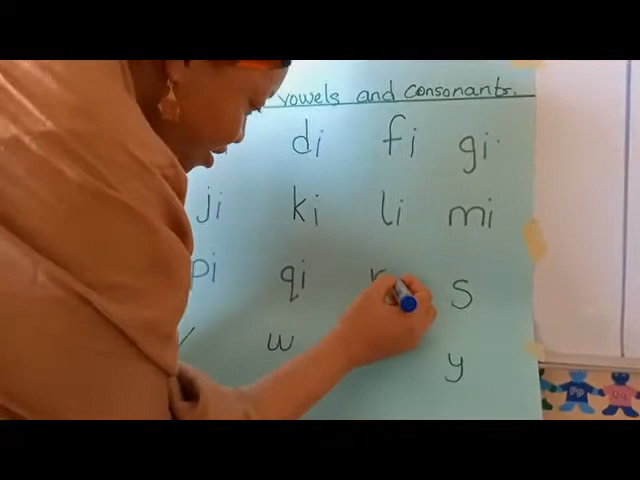 vowels and consonants.
di fi gi
ji ki li mi
pi qi r s
w y